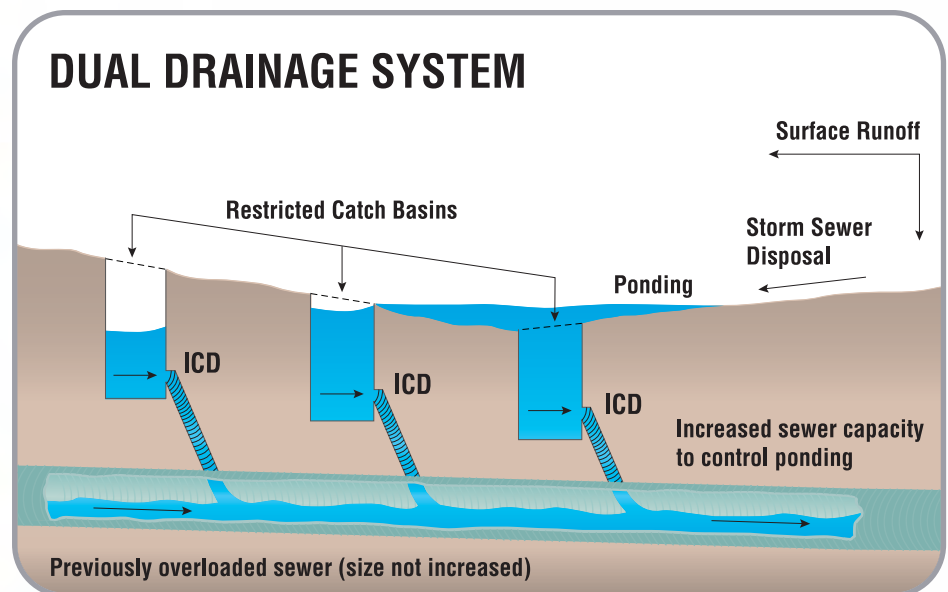 DUAL DRAINAGE SYSTEM
Surface Runoff
Restricted Catch Basins
Storm Sewer
Disposal
Ponding
ICD
ICD
ICD
Increased sewer capacity
to control ponding
Previously overloaded sewer (size not increased)